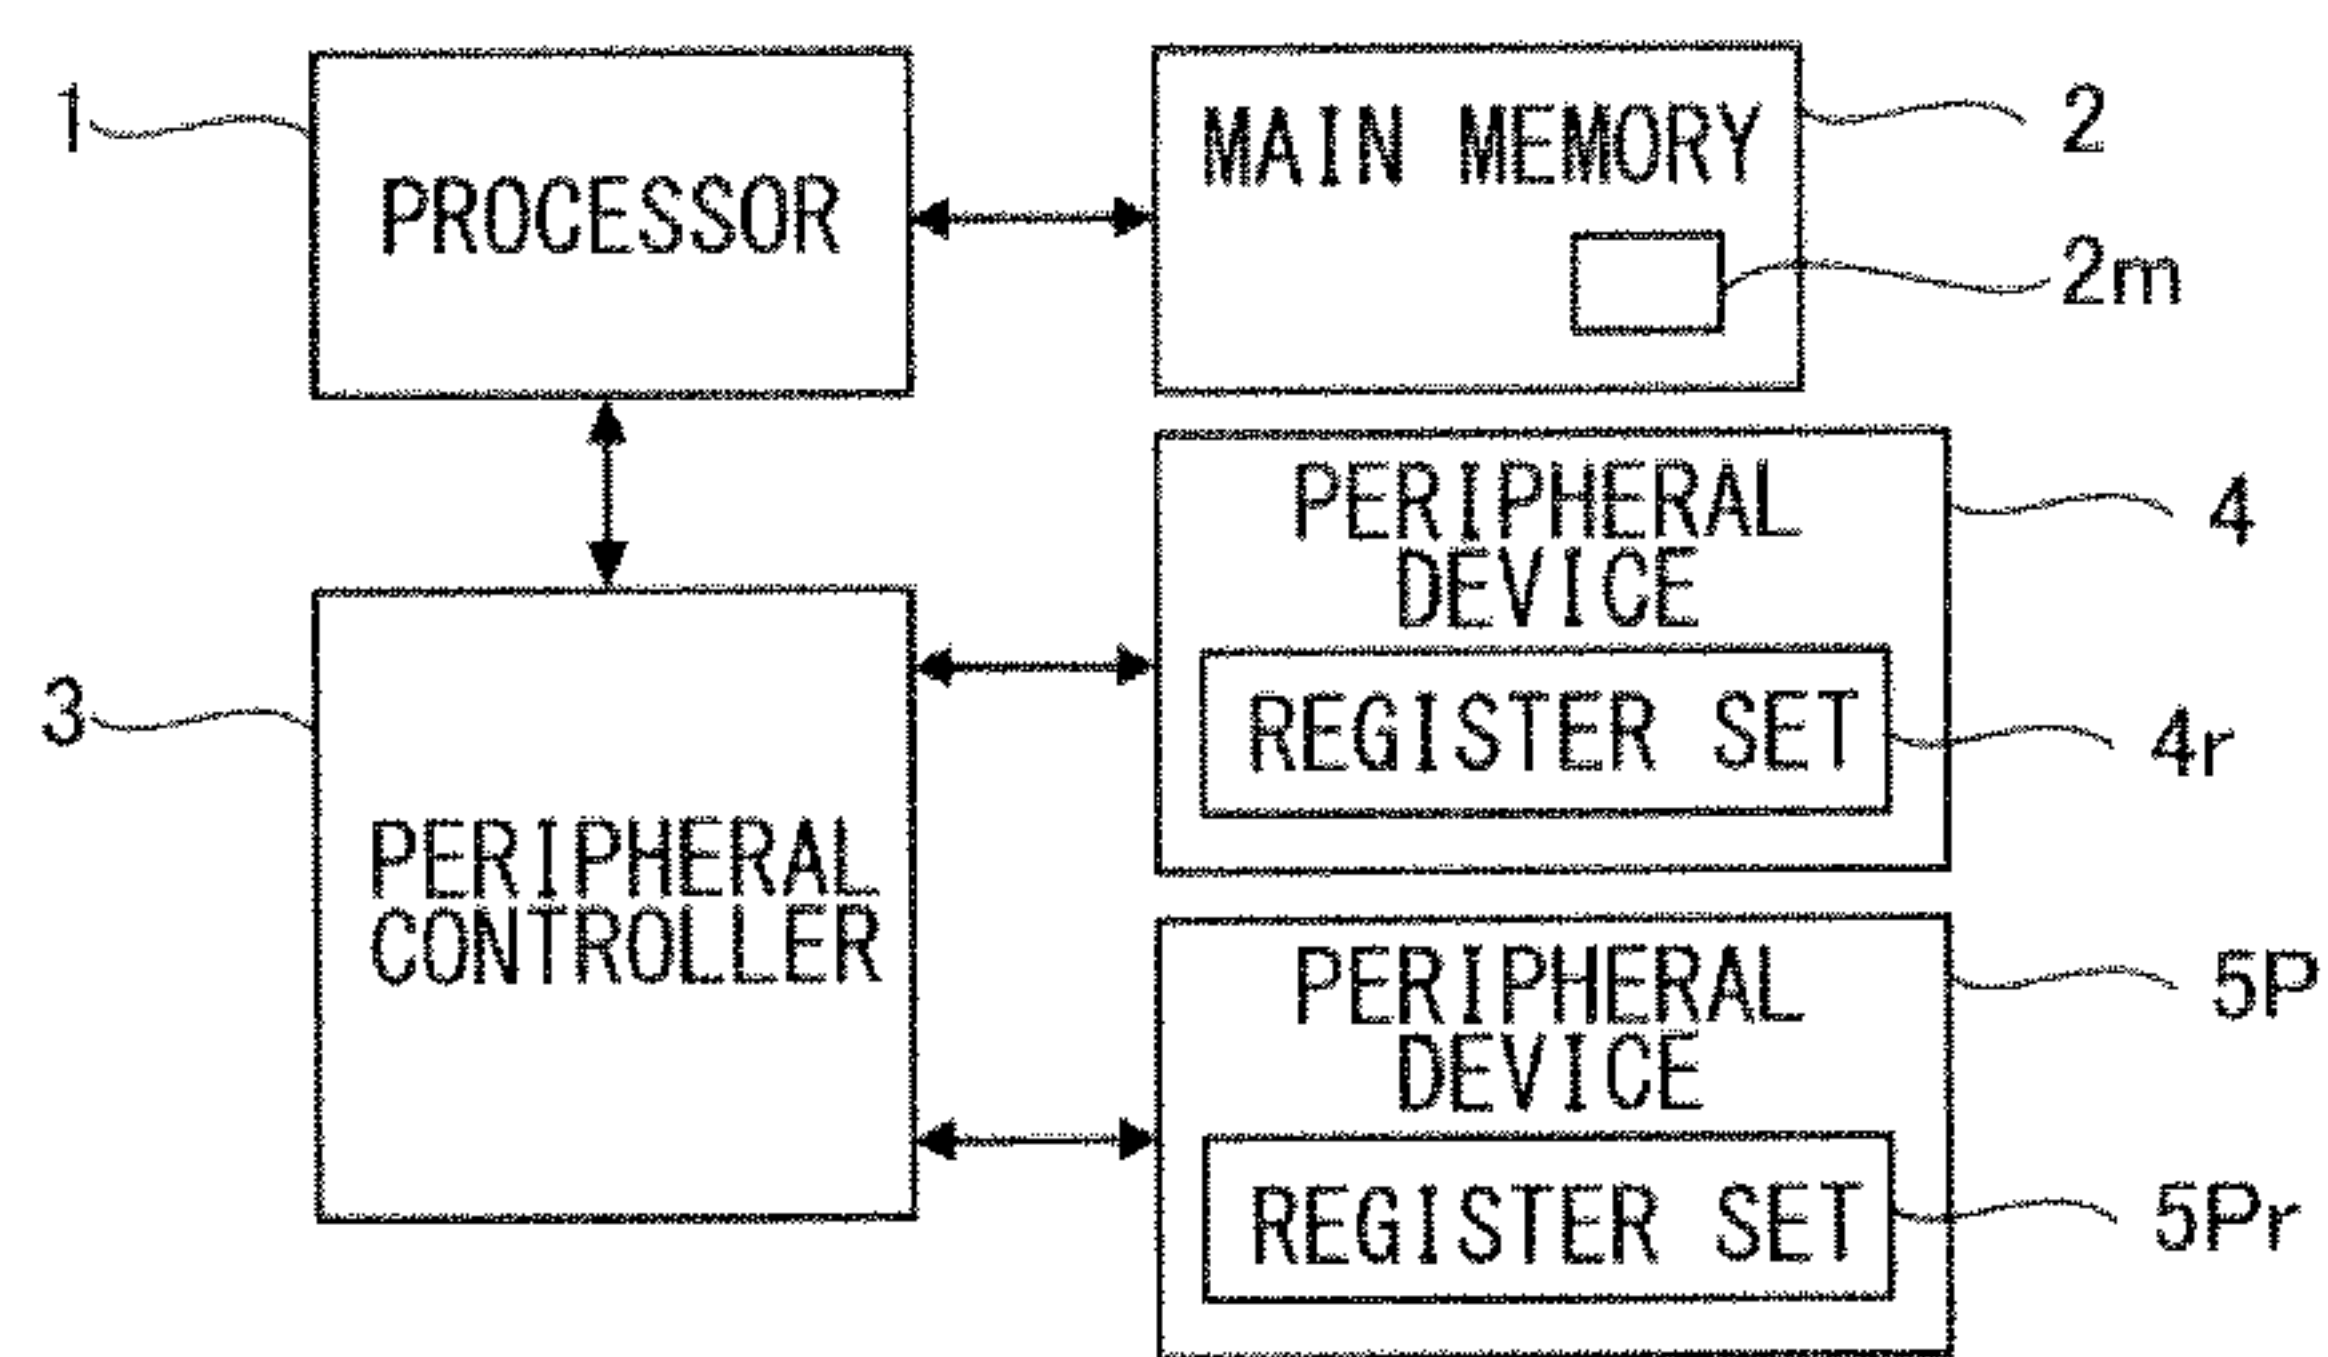 1
PROCESSOR
MAIN MEMORY
2
2m
3
PERIPHERAL
CONTROLLER
PERIPHERAL
DEVICE
4
REGISTER SET
4r
PERIPHERAL
DEVICE
5P
REGISTER SET
5Pr